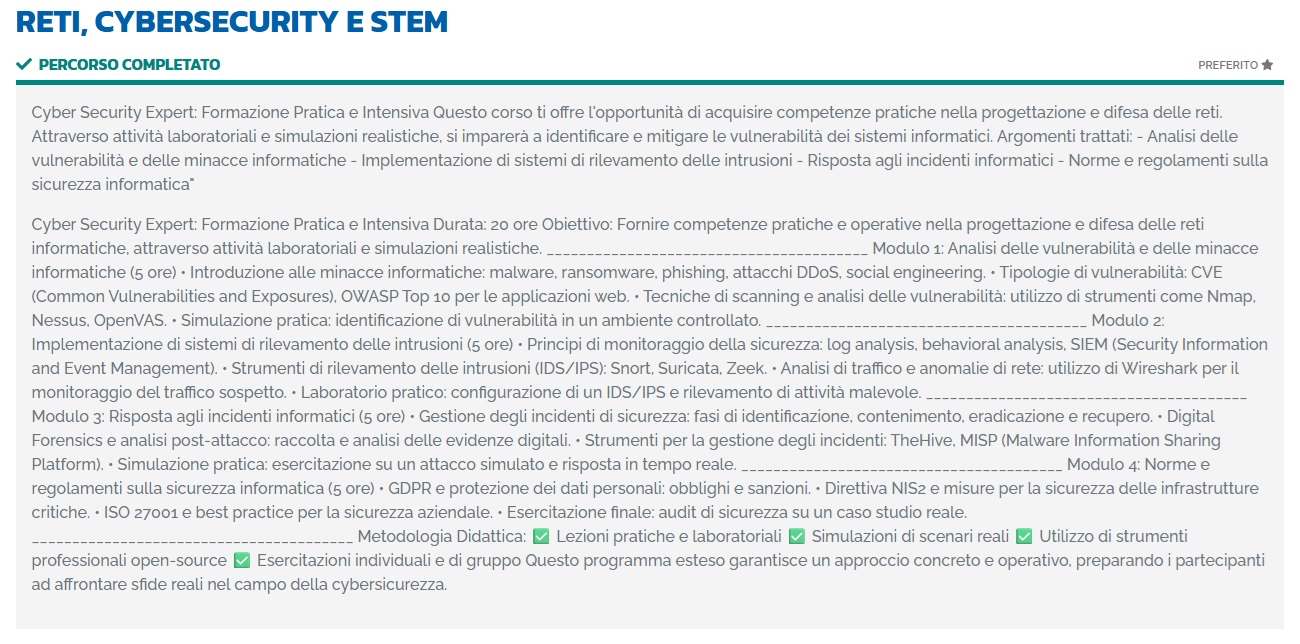 RETI, CYBERSECURITY E STEM
PERCORSO COMPLETATO
PREFERITO
Cyber Security Expert: Formazione Pratica e Intensiva Questo corso ti offre l'opportunità di acquisire competenze pratiche nella progettazione e difesa delle reti.
Attraverso attività laboratoriali e simulazioni realistiche, si imparerà a identificare e mitigare le vulnerabilità dei sistemi informatici. Argomenti trattati: - Analisi delle
vulnerabilità e delle minacce informatiche - Implementazione di sistemi di rilevamento delle intrusioni - Risposta agli incidenti informatici - Norme e regolamenti sulla
sicurezza informatica"
Cyber Security Expert: Formazione Pratica e Intensiva Durata: 20 ore Obiettivo: Fornire competenze pratiche e operative nella progettazione e difesa delle reti
informatiche, attraverso attività laboratoriali e simulazioni realistiche. ______________________________________ Modulo 1: Analisi delle vulnerabilità e delle minacce
informatiche (5 ore) • Introduzione alle minacce informatiche: malware, ransomware, phishing, attacchi DDoS, social engineering. • Tipologie di vulnerabilità: CVE
(Common Vulnerabilities and Exposures), OWASP Top 10 per le applicazioni web. • Tecniche di scanning e analisi delle vulnerabilità: utilizzo di strumenti come Nmap,
Nessus, OpenVAS. • Simulazione pratica: identificazione di vulnerabilità in un ambiente controllato. ______________________________________ Modulo 2:
Implementazione di sistemi di rilevamento delle intrusioni (5 ore) • Principi di monitoraggio della sicurezza: log analysis, behavioral analysis, SIEM (Security Information
and Event Management). • Strumenti di rilevamento delle intrusioni (IDS/IPS): Snort, Suricata, Zeek. • Analisi di traffico e anomalie di rete: utilizzo di Wireshark per il
monitoraggio del traffico sospetto. • Laboratorio pratico: configurazione di un IDS/IPS e rilevamento di attività malevole. ______________________________________
Modulo 3: Risposta agli incidenti informatici (5 ore) • Gestione degli incidenti di sicurezza: fasi di identificazione, contenimento, eradicazione e recupero. • Digital
Forensics e analisi post-attacco: raccolta e analisi delle evidenze digitali. • Strumenti per la gestione degli incidenti: TheHive, MISP (Malware Information Sharing
Platform). • Simulazione pratica: esercitazione su un attacco simulato e risposta in tempo reale. ______________________________________ Modulo 4: Norme e
regolamenti sulla sicurezza informatica (5 ore) • GDPR e protezione dei dati personali: obblighi e sanzioni. • Direttiva NIS2 e misure per la sicurezza delle infrastrutture
critiche. • ISO 27001 e best practice per la sicurezza aziendale. • Esercitazione finale: audit di sicurezza su un caso studio reale.
______________________________________ Metodologia Didattica: ✅ Lezioni pratiche e laboratoriali ✅ Simulazioni di scenari reali ✅ Utilizzo di strumenti
professionali open-source ✅ Esercitazioni individuali e di gruppo Questo programma esteso garantisce un approccio concreto e operativo, preparando i partecipanti
ad affrontare sfide reali nel campo della cybersicurezza.